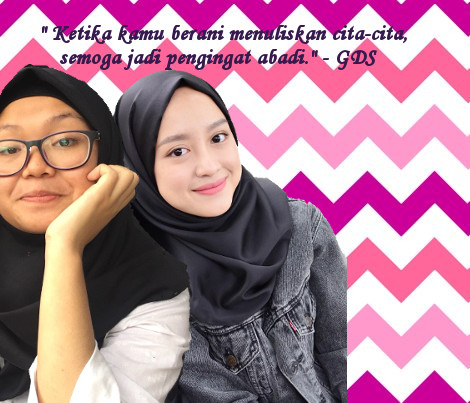 " Ketika kamu berani menuliskan cita-cita,
semoga jadi pengingat abadi." - GDS